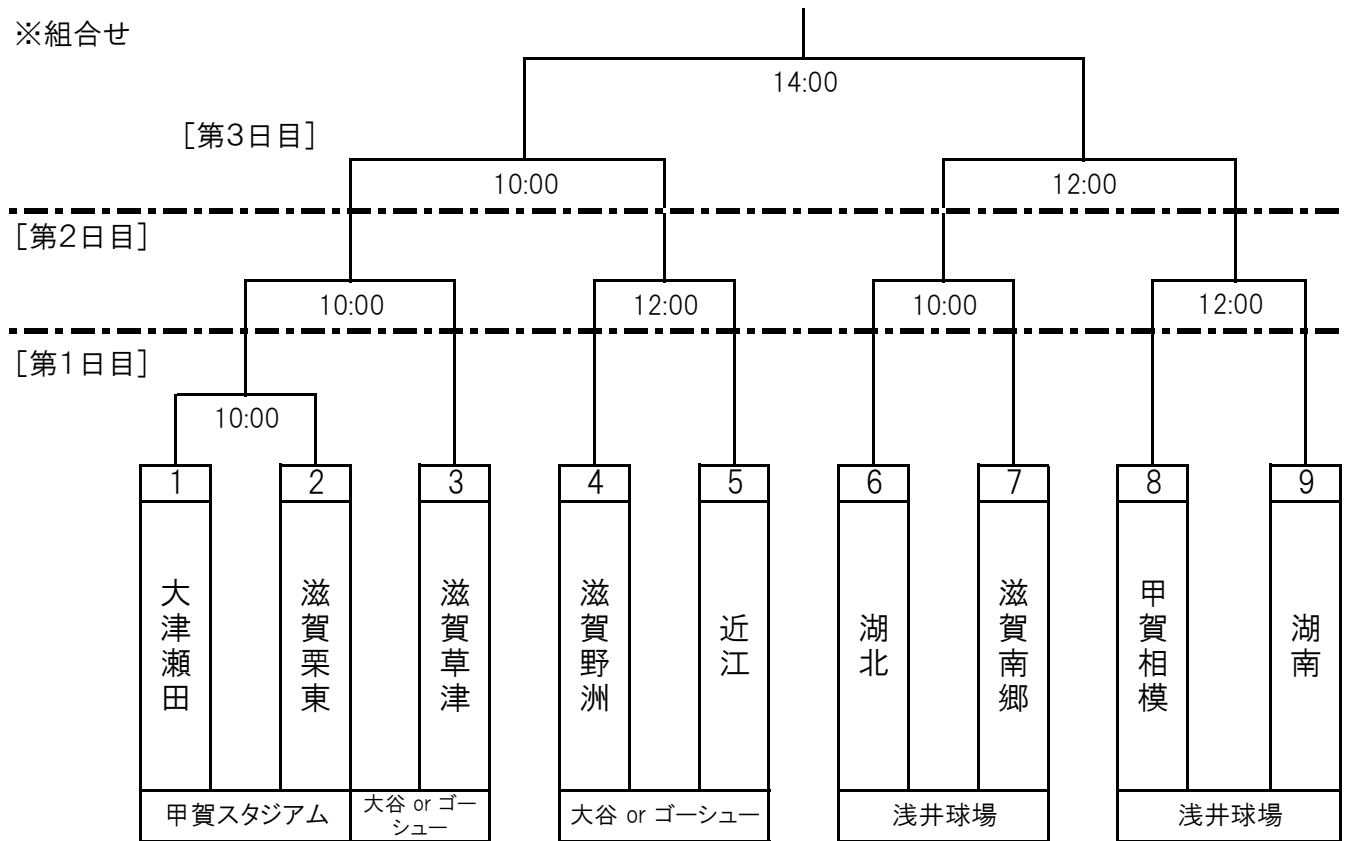 ※組合せ
14:00
[第3日目]
10:00
12:00
[第2日目]
10:00
12:00
10:00
12:00
[第1日目]
10:00
1
2
3
4
5
6
7
8
9
大津瀬田
滋賀栗東
滋賀草津
滋賀野洲
近江
湖北
滋賀南郷
甲賀相模
湖南
甲賀スタジアム
大谷 or ゴー
シュー
大谷 or ゴーシュー
浅井球場
浅井球場